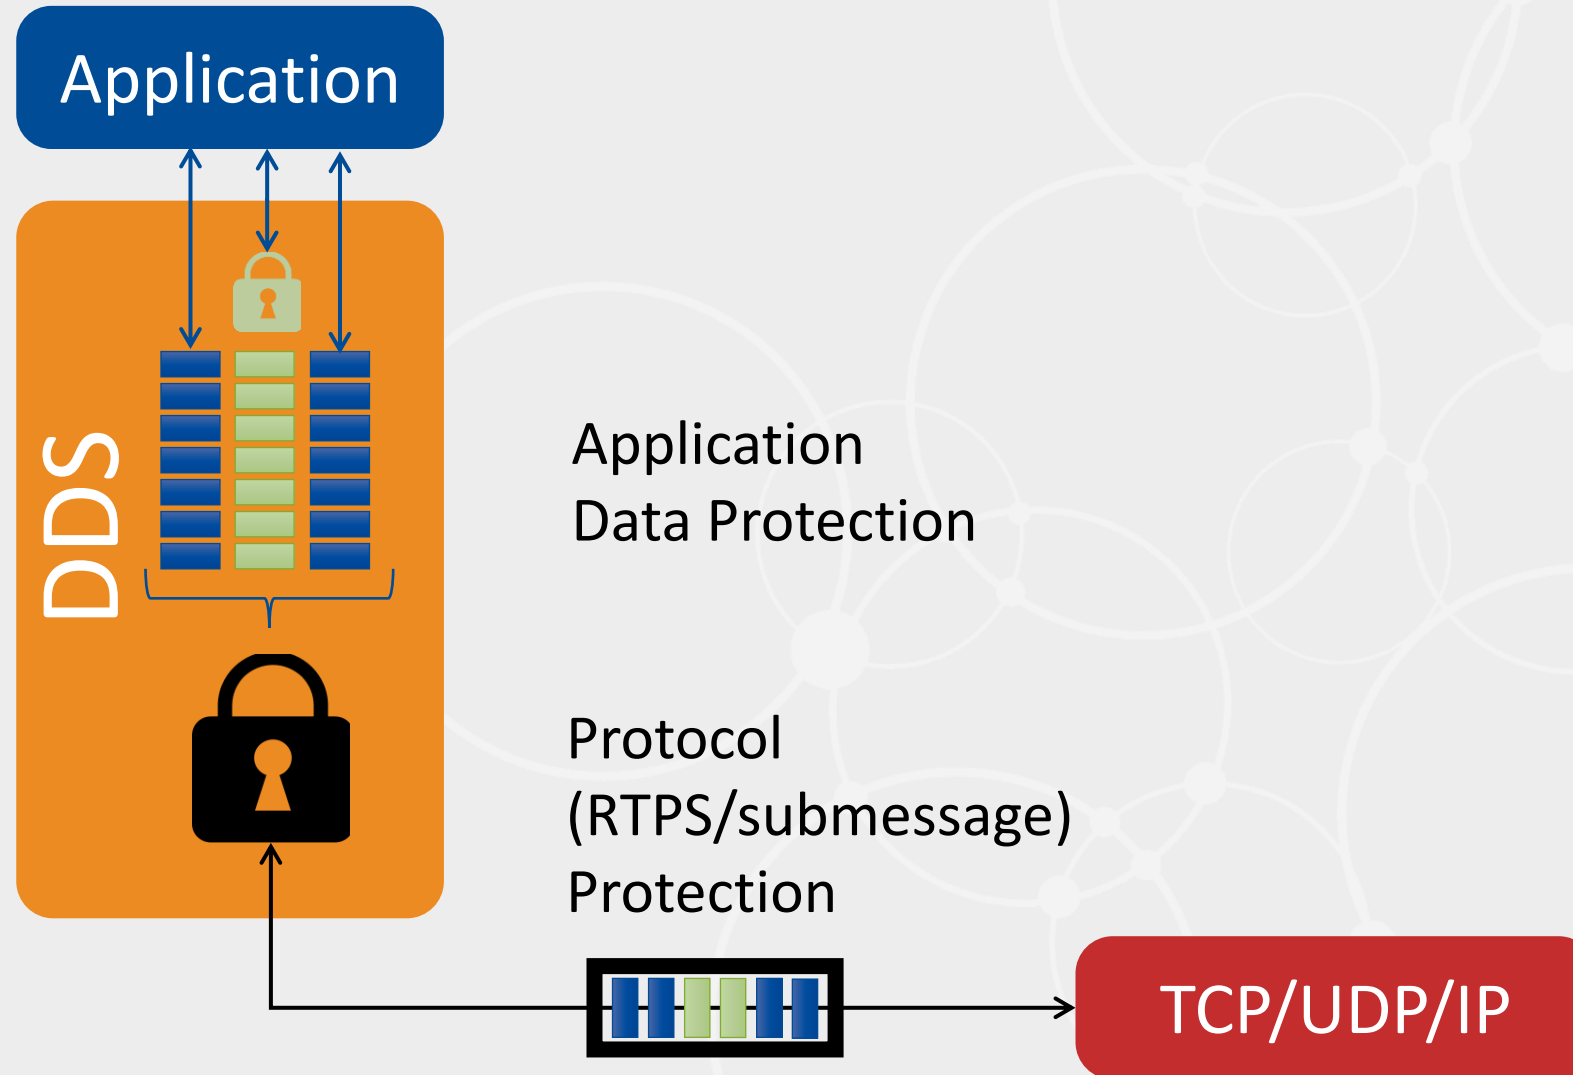 Application
DDS
Application
Data Protection
Protocol
(RTPS/submessage)
Protection
TCP/UDP/IP